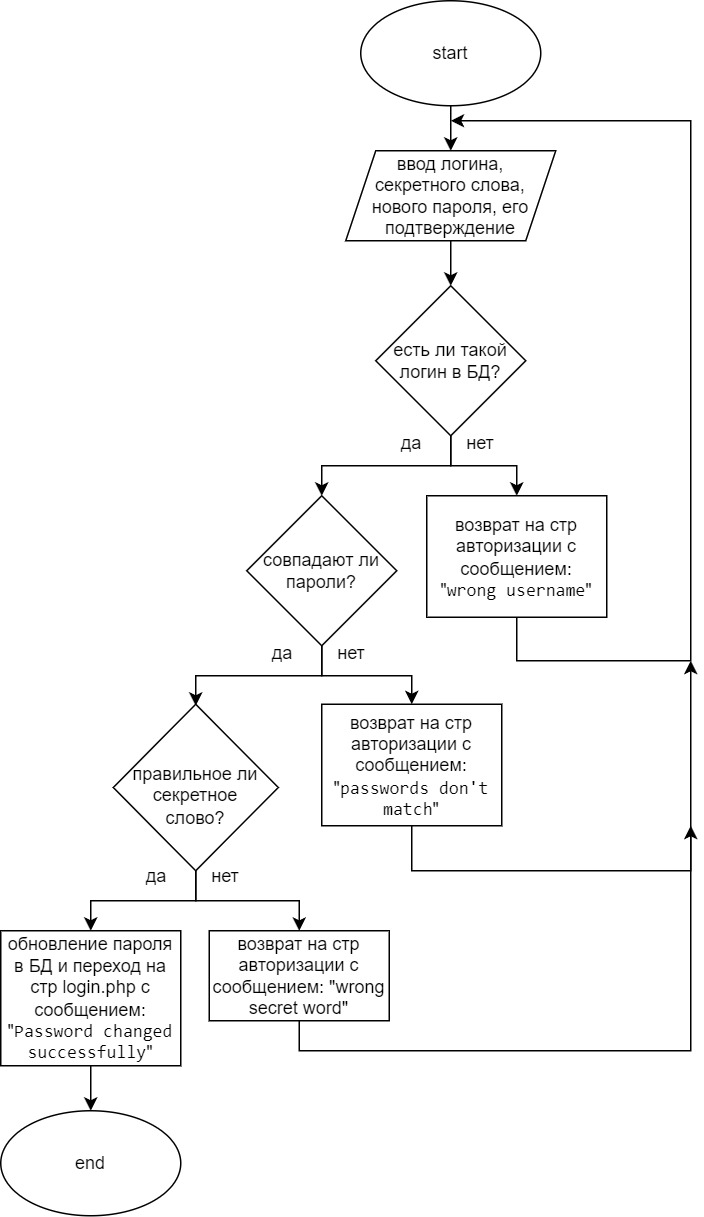 start
ввод логина,
секретного слова,
нового пароля, его
подтверждение
есть ли такой
логин в БД?
да
нет
совпадают ли
пароли?
возврат на стр
авторизации с
сообщением:
"wrong username"
да
нет
правильное ли
секретное
слово?
возврат на стр
авторизации с
сообщением:
"passwords don't
match"
да
нет
обновление пароля
в БД и переход на
стр login.php с
сообщением:
"Password changed
successfully"
возврат на стр
авторизации с
сообщением: "wrong
secret word"
end